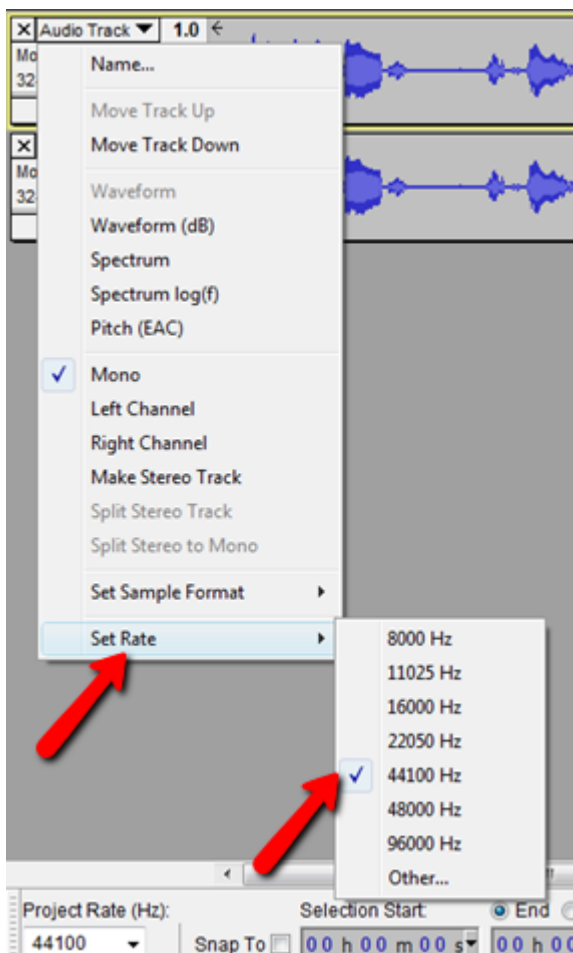 Audio Track 1.0
Mo
32
Name...
Move Track Up
Move Track Down
Waveform
Waveform (dB)
Spectrum
Spectrum log(f)
Pitch (EAC)
Mono
Left Channel
Right Channel
Make Stereo Track
Split Stereo Track
Split Stereo to Mono
Set Sample Format
Set Rate
Mo
32
8000 Hz
11025 Hz
16000 Hz
22050 Hz
44100 Hz
48000 Hz
96000 Hz
Other...
Project Rate (Hz):
Selection Start:
End
44100
Snap To
00 h 00 m 00 s
00 h 00